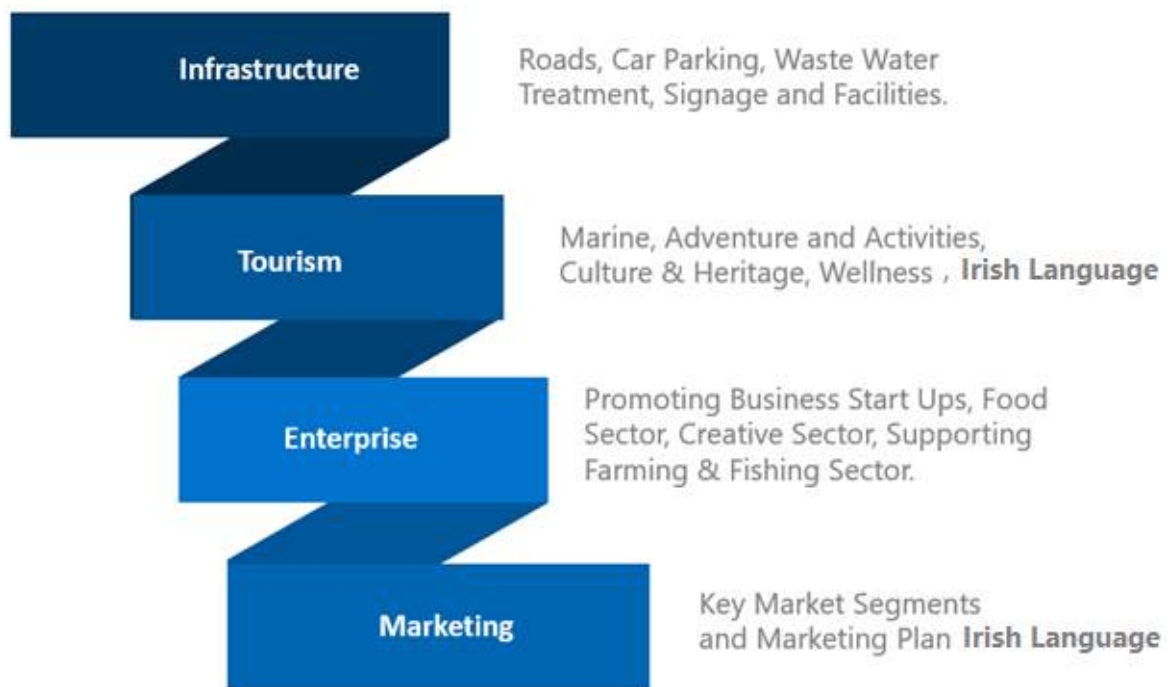 Infrastructure
Roads, Car Parking, Waste Water
Treatment, Signage and Facilities.
Tourism
Marine, Adventure and Activities,
Culture & Heritage, Wellness , Irish Language
Enterprise
Promoting Business Start Ups, Food
Sector, Creative Sector, Supporting
Farming & Fishing Sector.
Marketing
Key Market Segments
and Marketing Plan Irish Language